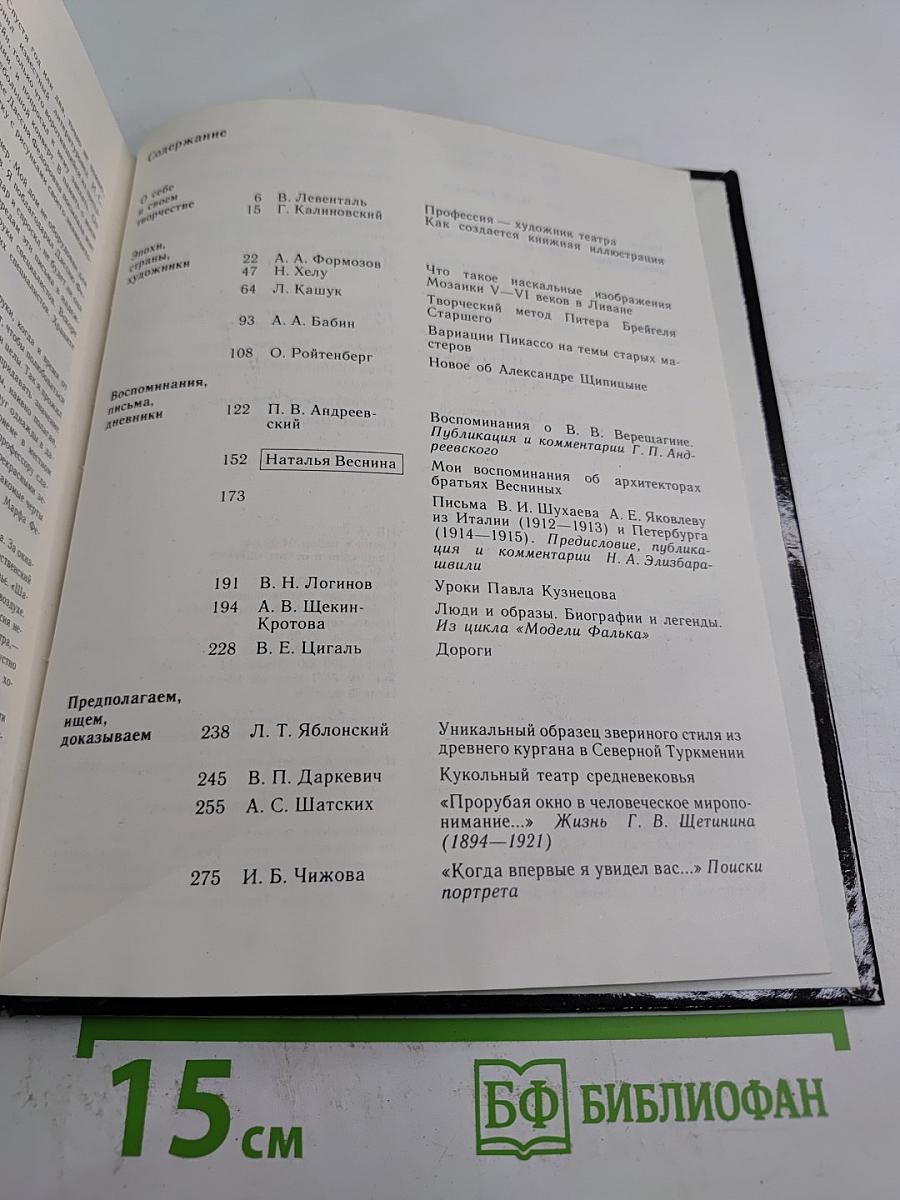 Содержание
О себе
и своем
творчестве
6 В. Левенталь
Профессия — художник театра
15 Г. Калиновский
Как создается книжная иллюстрация
Эпохи,
страны,
художники
22 А. А. Формозов
Что такое наскальные изображения
47 Н. Хелу
Мозаики V—VI веков в Ливане
64 Л. Кашук
Творческий метод Питера Брейгеля
Старшего
93 А. А. Бабин
Вариации Пикассо на темы старых ма-
стеров
108 О. Ройтенберг
Новое об Александре Щипицыне
Воспоминания,
письма,
дневники
122 П. В. Андреев-
ский
Воспоминания о В. В. Верещагине.
Публикация и комментарии Г. П. Анд-
реевского
152 Наталья Веснина
Мои воспоминания об архитекторах
братьях Весниных
173
Письма В. И. Шухаева А. Е. Яковлеву
из Италии (1912—1913) и Петербурга
(1914—1915). Предисловие, публика-
ция и комментарии Н. А. Элизбара-
швили
191 В. Н. Логинов
Уроки Павла Кузнецова
194 А. В. Щекин-
Кротова
Люди и образы. Биографии и легенды.
Из цикла «Модели Фалька»
228 В. Е. Цигаль
Дороги
Предполагаем,
ищем,
доказываем
238 Л. Т. Яблонский
Уникальный образец звериного стиля из
древнего кургана в Северной Туркмении
245 В. П. Даркевич
Кукольный театр средневековья
255 А. С. Шатских
«Прорубая окно в человеческое миропо-
нимание...» Жизнь Г. В. Щетинина
(1894—1921)
275 И. Б. Чижова
«Когда впервые я увидел вас...» Поиски
портрета
15 см
БФ БИБЛИОФАН